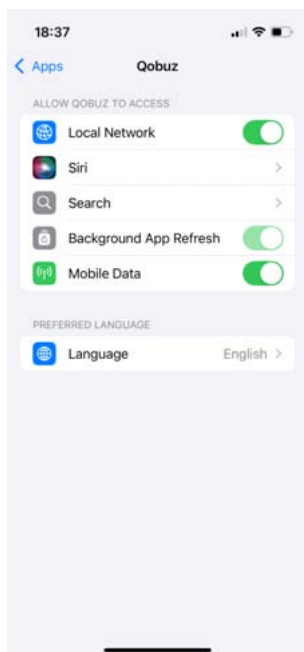 18:37
Apps
Qobuz
ALLOW QOBUZ TO ACCESS
Local Network
Siri
Search
Background App Refresh
Mobile Data
PREFERRED LANGUAGE
Language English